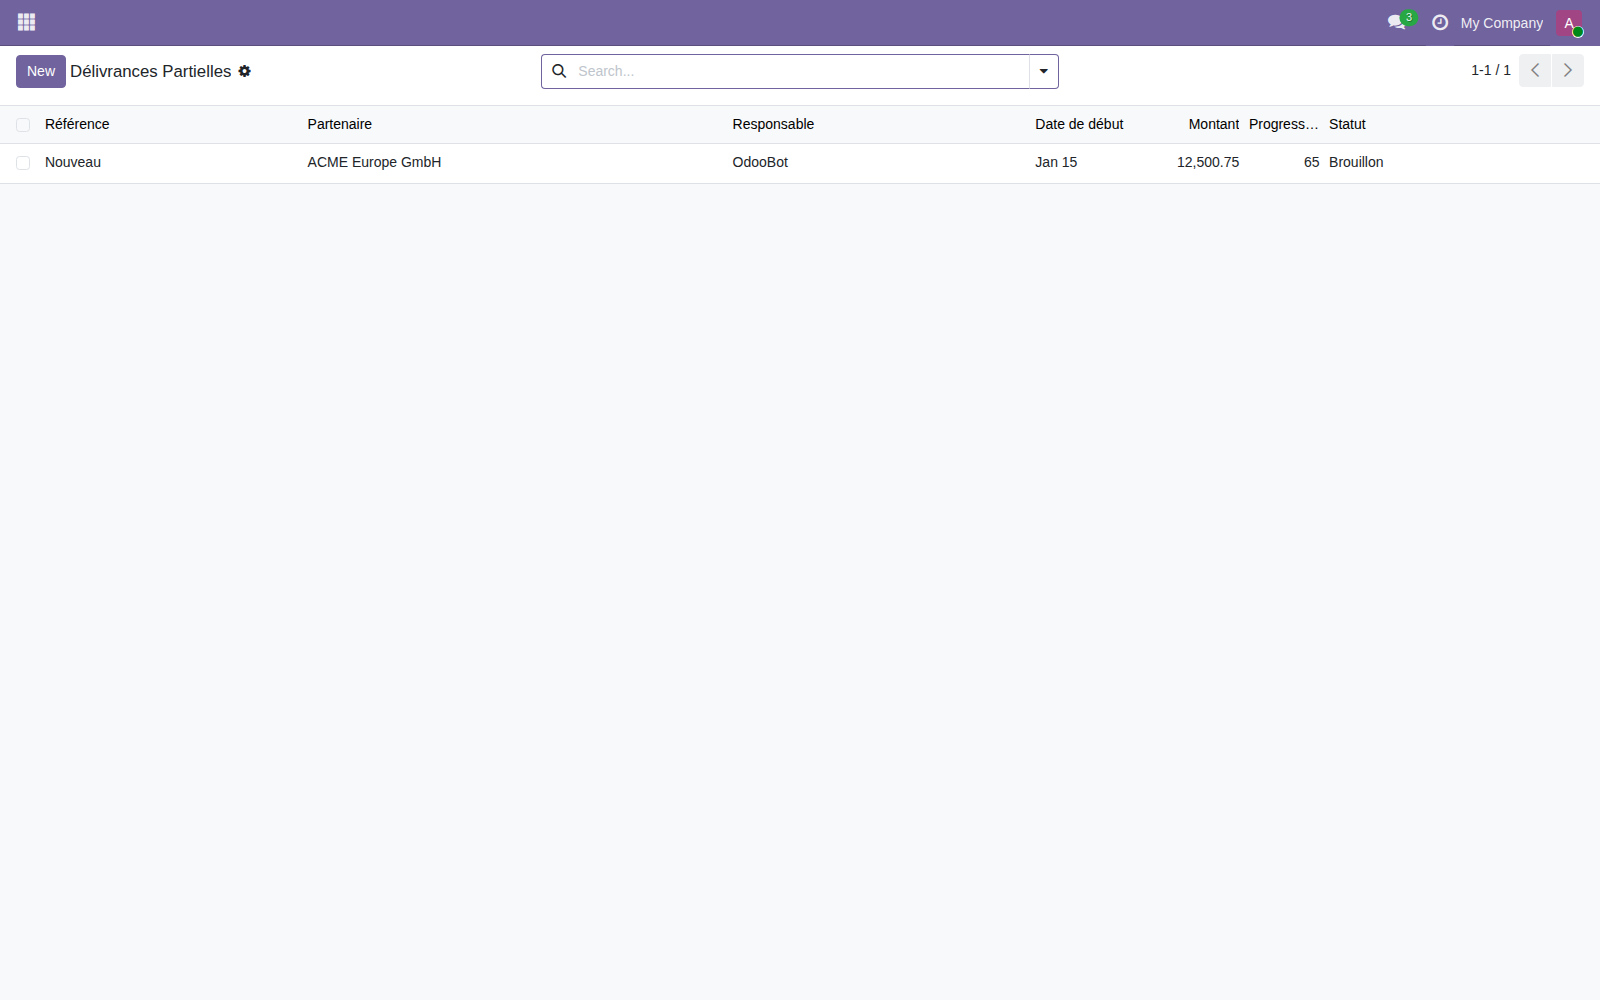 3 My Company A
New Délivrances Partielles Search... 1-1 / 1
Référence Partenaire Responsable Date de début Montant Progress… Statut
Nouveau ACME Europe GmbH OdooBot Jan 15 12,500.75 65 Brouillon